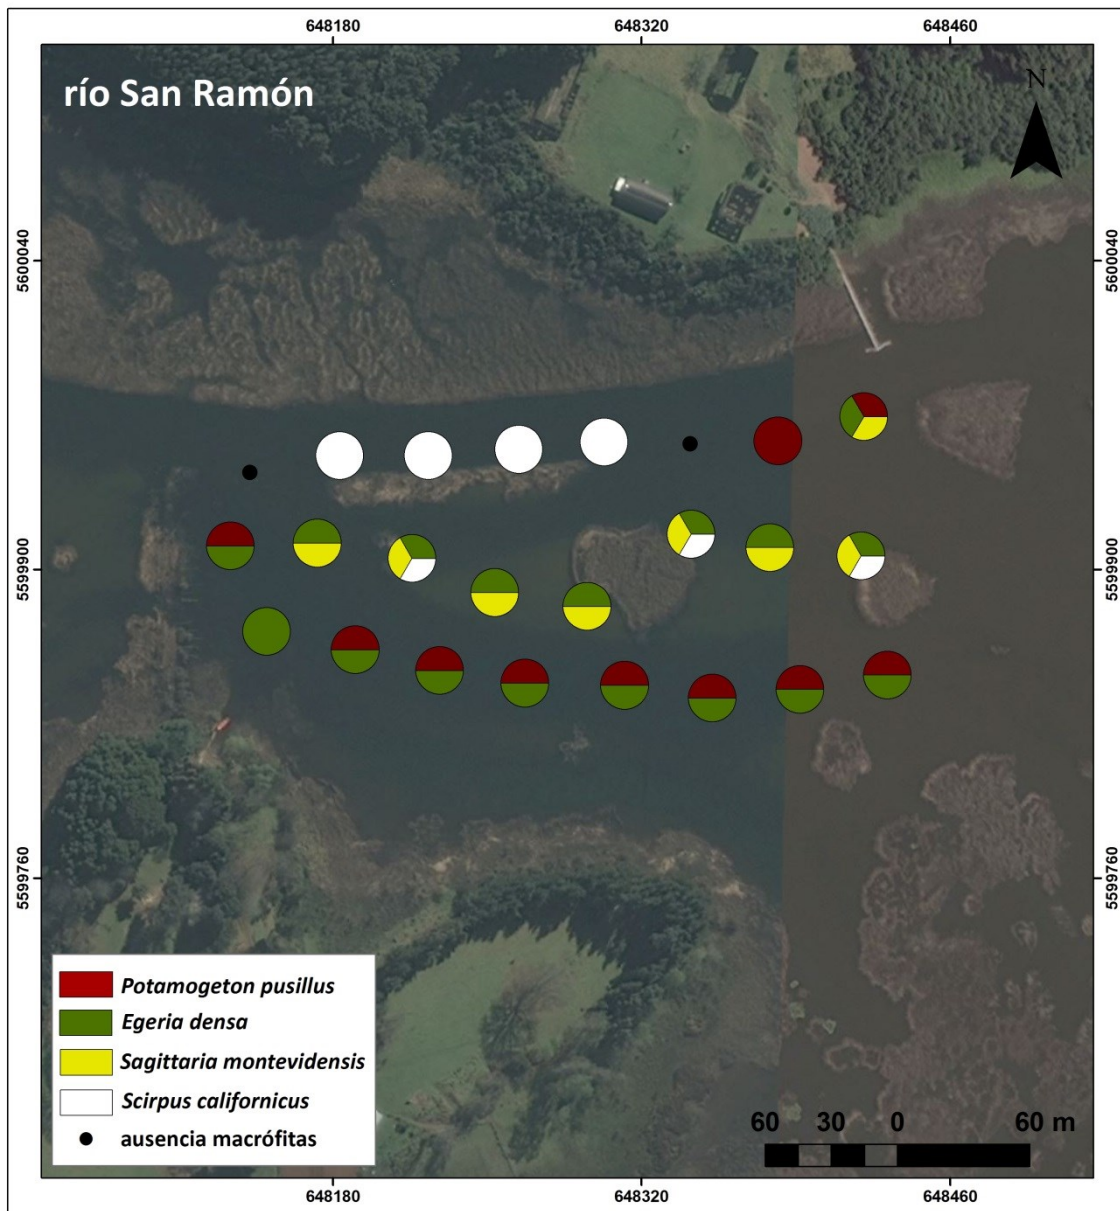 648180 648320 648460
río San Ramón
N
5600040 5600040
5599900 5599900
5599760 5599760
Potamogeton pusillus
Egeria densa
Sagittaria montevidensis
Scirpus californicus
ausencia macrófitas
60 30 0 60 m
648180 648320 648460